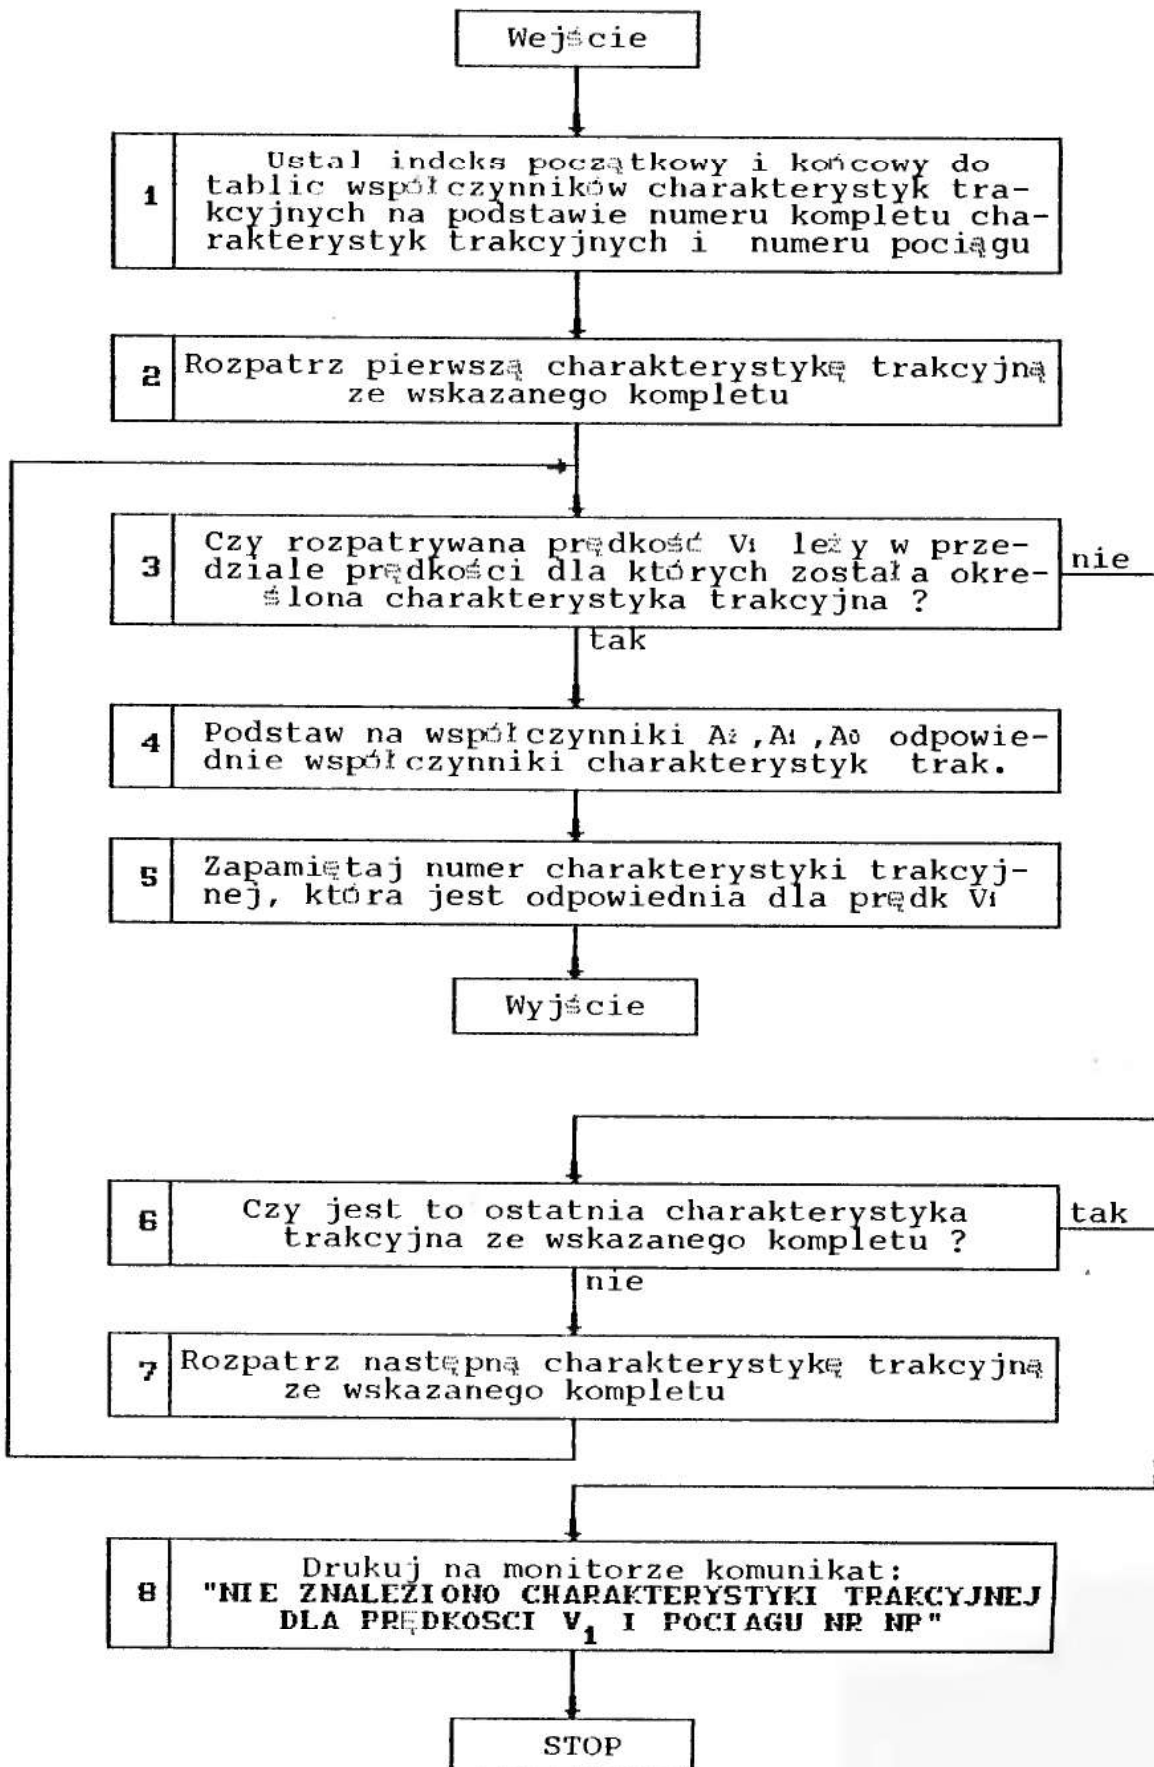 Wejście
1
Ustal indeks początkowy i końcowy do
tablic współczynników charakterystyk tra-
kcyjnych na podstawie numeru kompletu cha-
rakterystyk trakcyjnych i numeru pociągu
2
Rozpatrz pierwszą charakterystykę trakcyjną
ze wskazanego kompletu
3
Czy rozpatrywana prędkość V1 leży w prze-
dziale prędkości dla których została okre-
ślona charakterystyka trakcyjna ?
nie
tak
4
Podstaw na współczynniki A2 ,A1 ,A0 odpowie-
dnie współczynniki charakterystyk trak.
5
Zapamiętaj numer charakterystyki trakcyj-
nej, która jest odpowiednia dla prędk V1
Wyjście
6
Czy jest to ostatnia charakterystyka
trakcyjna ze wskazanego kompletu ?
tak
nie
7
Rozpatrz następną charakterystykę trakcyjną
ze wskazanego kompletu
8
Drukuj na monitorze komunikat:
"NIE ZNALEZIONO CHARAKTERYSTYKI TRAKCYJNEJ
DLA PRĘDKOSCI V1 I POCIAGU NR NP"
STOP